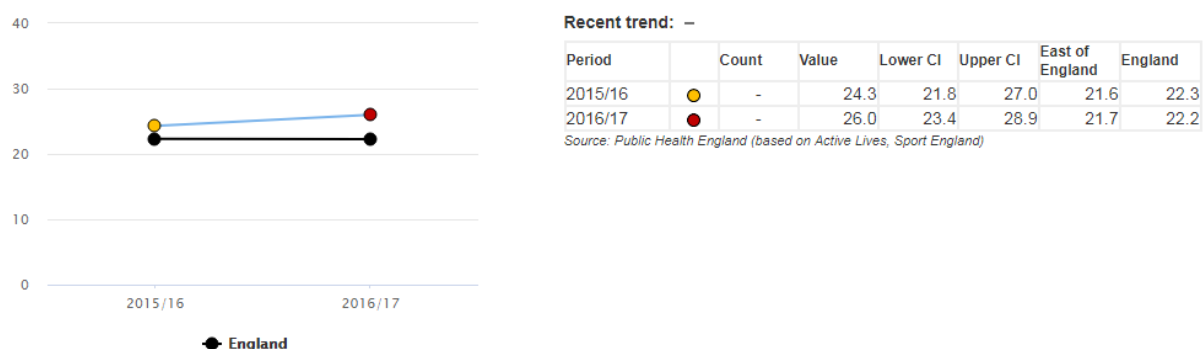 40
30
20
10
0
2015/16 2016/17
England
Recent trend: –
Period Count Value Lower CI Upper CI East of England England
2015/16 - 24.3 21.8 27.0 21.6 22.3
2016/17 - 26.0 23.4 28.9 21.7 22.2
Source: Public Health England (based on Active Lives, Sport England)